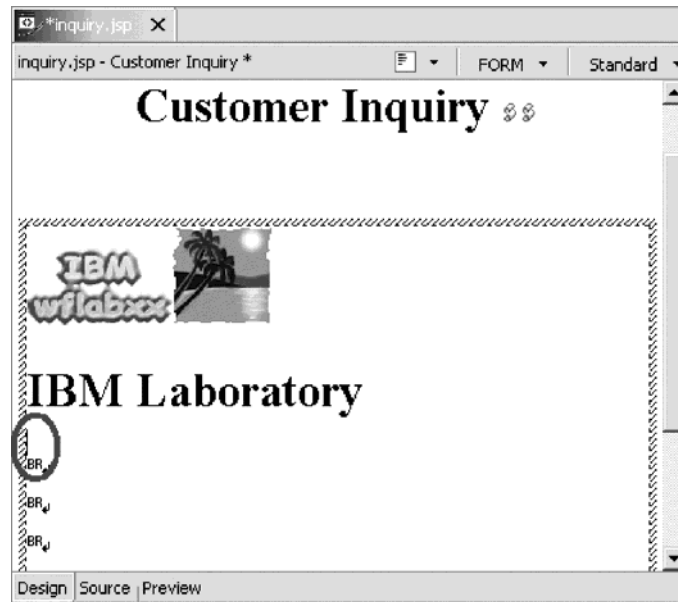 *inquiry.jsp
inquiry.jsp - Customer Inquiry * FORM Standard
Customer Inquiry
IBM
wflabxx
IBM Laboratory
BR
BR
BR
Design Source Preview